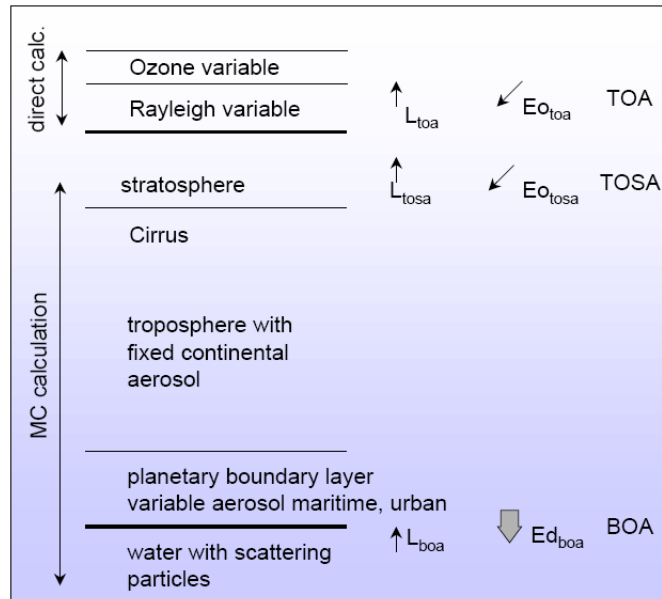 direct calc.
Ozone variable
Rayleigh variable
L_toa
Eo_toa
TOA
stratosphere
L_tosa
Eo_tosa
TOSA
Cirrus
MC calculation
troposphere with
fixed continental
aerosol
planetary boundary layer
variable aerosol maritime, urban
water with scattering
particles
L_boa
Ed_boa
BOA